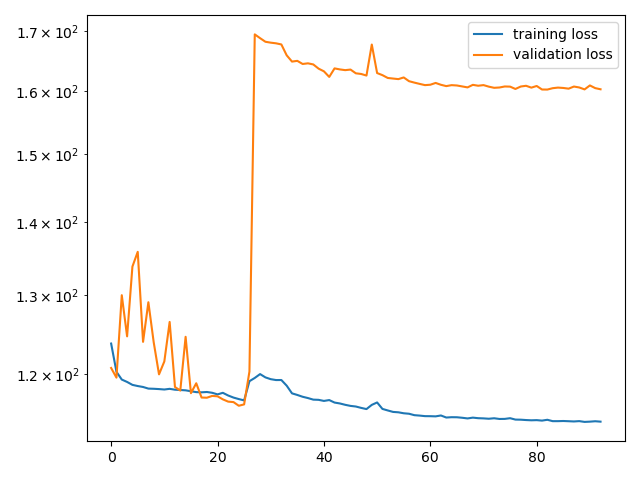 training loss
validation loss
1.7 × 10²
1.6 × 10²
1.5 × 10²
1.4 × 10²
1.3 × 10²
1.2 × 10²
0 20 40 60 80